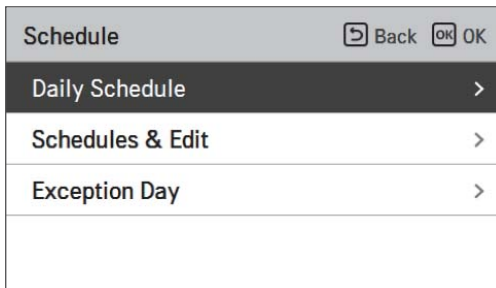 Schedule Back OK OK
Daily Schedule >
Schedules & Edit >
Exception Day >